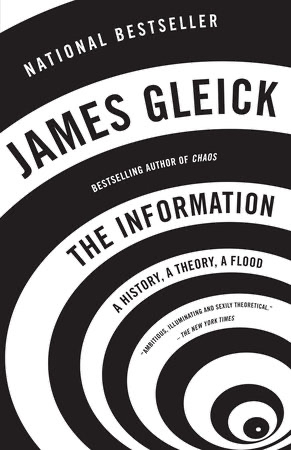 NATIONAL BESTSELLER
JAMES GLEICK
BESTSELLING AUTHOR OF CHAOS
THE INFORMATION
A HISTORY, A THEORY, A FLOOD
"AMBITIOUS, ILLUMINATING AND SEXILY THEORETICAL."
— THE NEW YORK TIMES